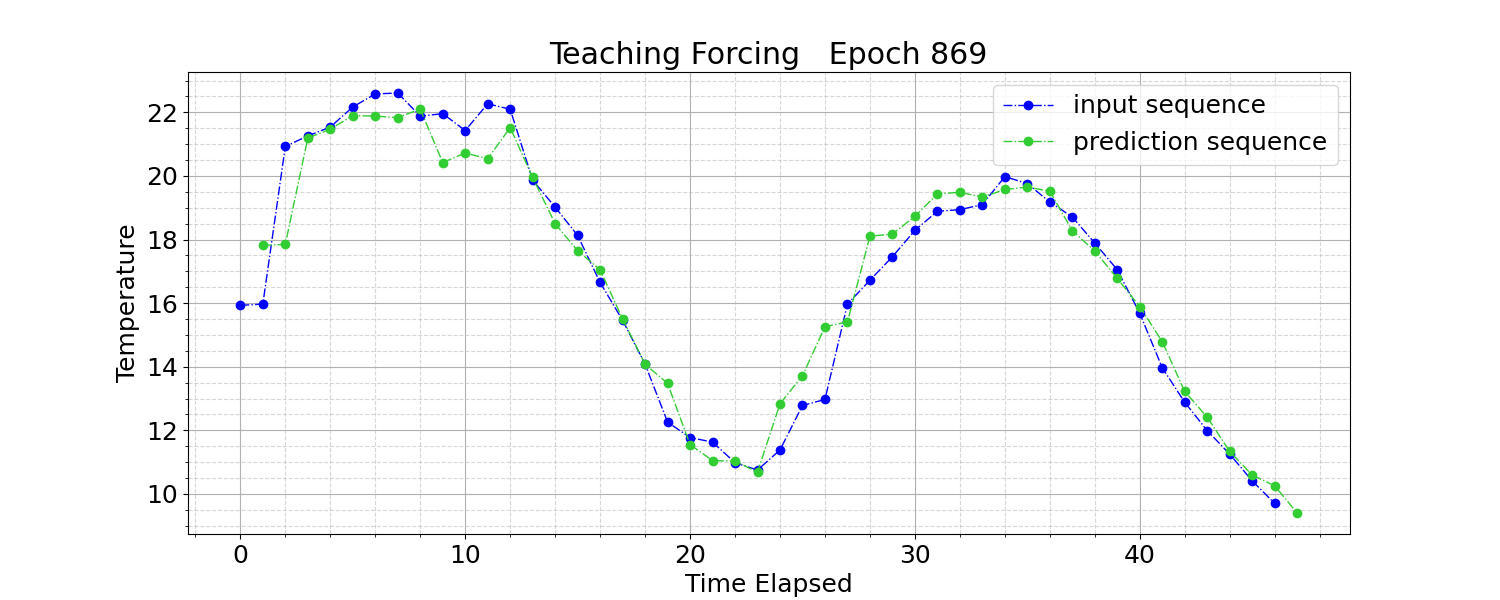 Teaching Forcing   Epoch 869
input sequence
prediction sequence
Temperature
22
20
18
16
14
12
10
0 10 20 30 40
Time Elapsed